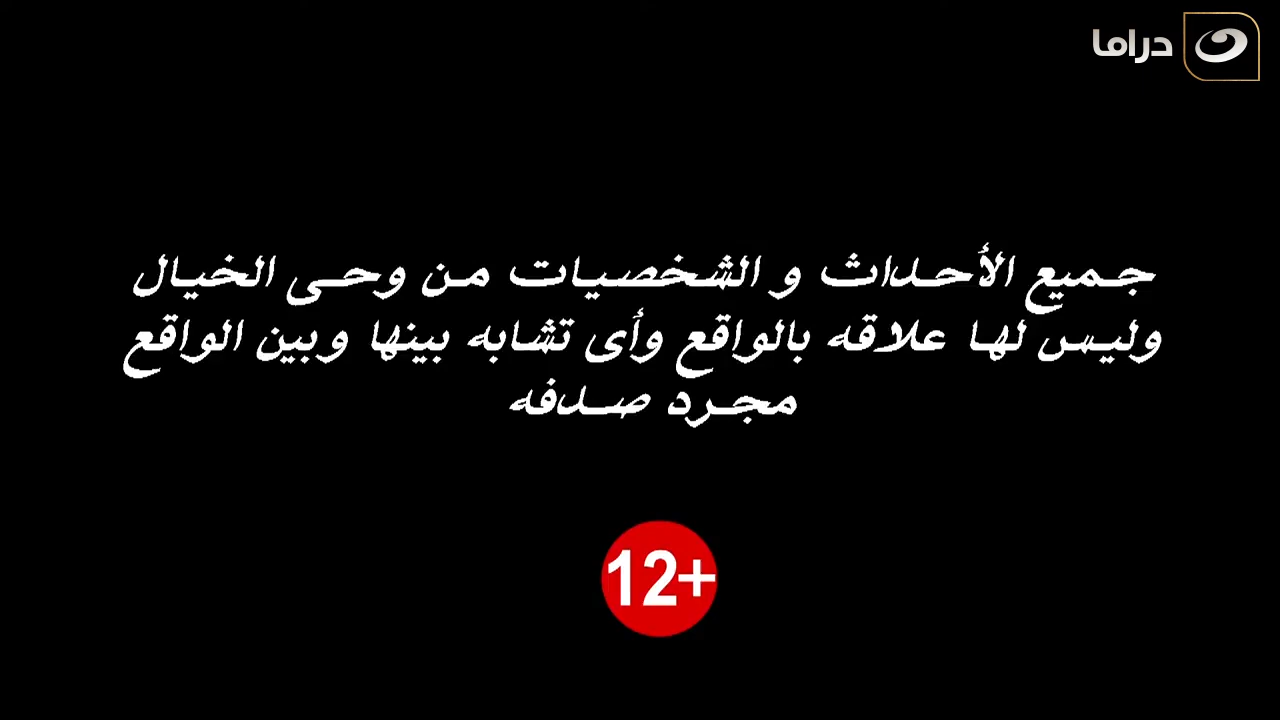 دراما
جميع الأحداث و الشخصيات من وحى الخيال
وليس لها علاقه بالواقع وأى تشابه بينها وبين الواقع
مجرد صدفه
12+